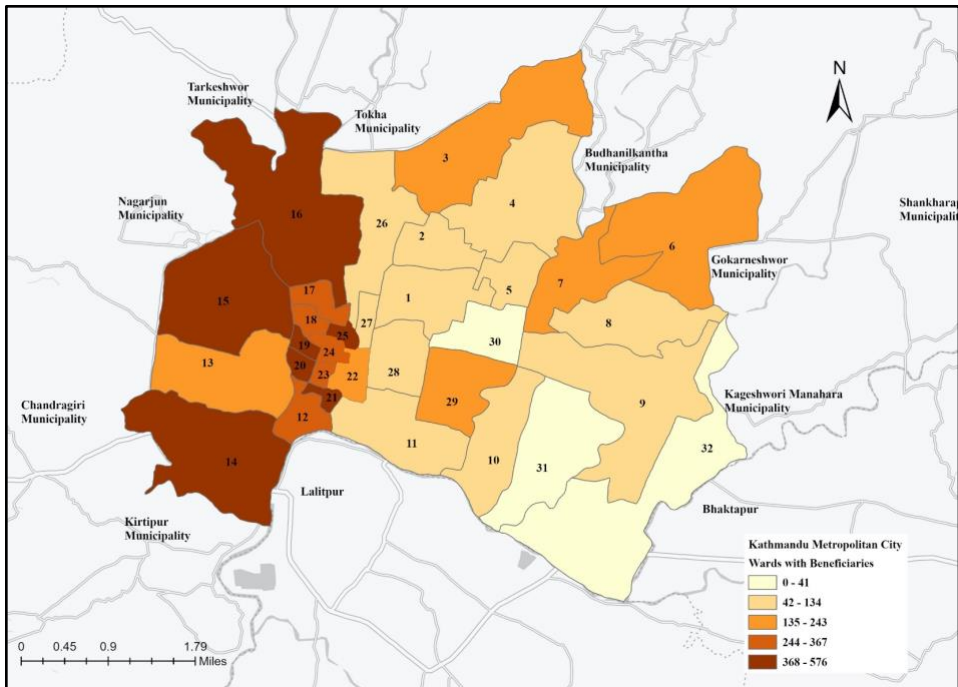 N
Tarkeshwor
Municipality
Tokha
Municipality
3
Budhanilkantha
Municipality
4
Nagarjun
Municipality
Shankharap
Municipalit
16
26
2
6
Gokarneshwor
Municipality
7
5
17
15
1
8
18
27
25
30
19
24
13
20
23
22
28
9
Kageshwori Manahara
Municipality
21
29
Chandragiri
Municipality
12
11
32
14
10
31
Lalitpur
Bhaktapur
Kirtipur
Municipality
Kathmandu Metropolitan City
Wards with Beneficiaries
0 - 41
42 - 134
135 - 243
244 - 367
368 - 576
0 0.45 0.9 1.79
Miles